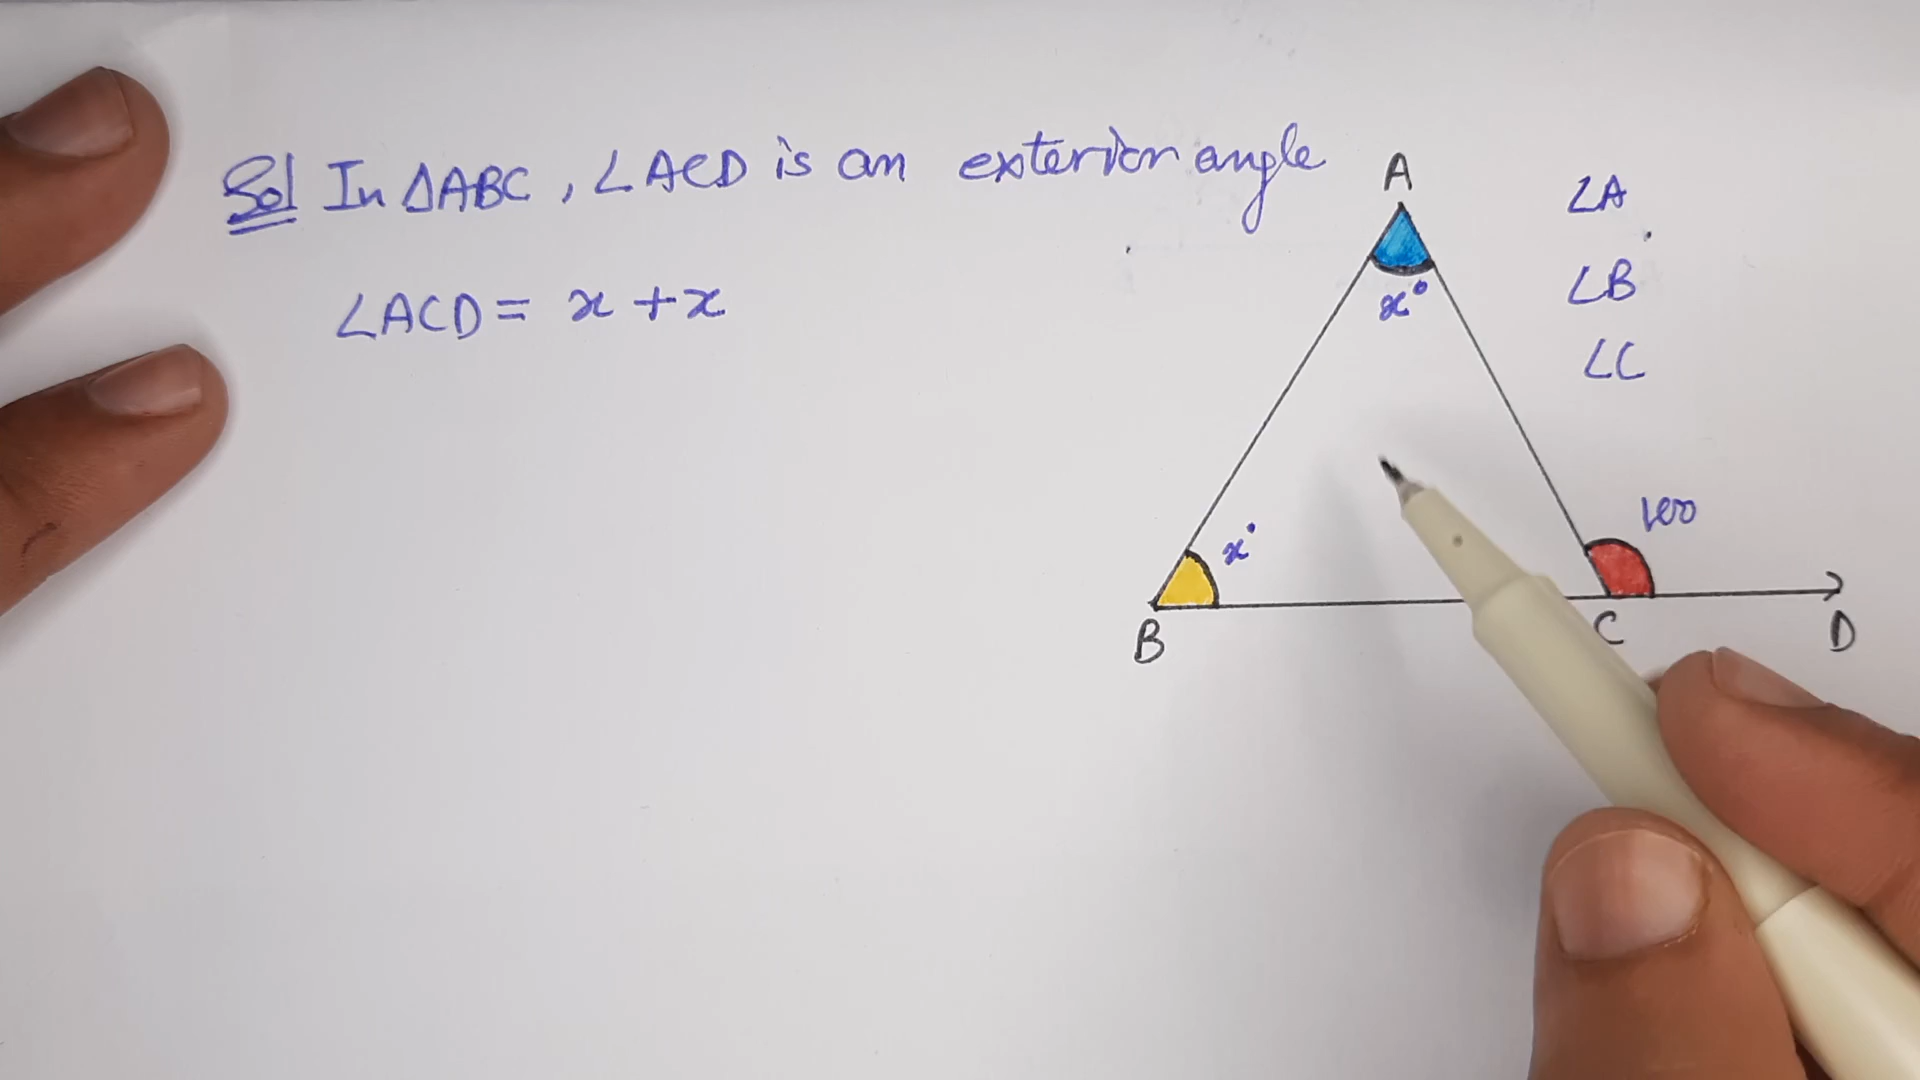 Sol In ΔABC, ∠ACD is an exterior angle
∠ACD = x + x
A
∠A
∠B
∠C
x°
x°
100
B
C
D